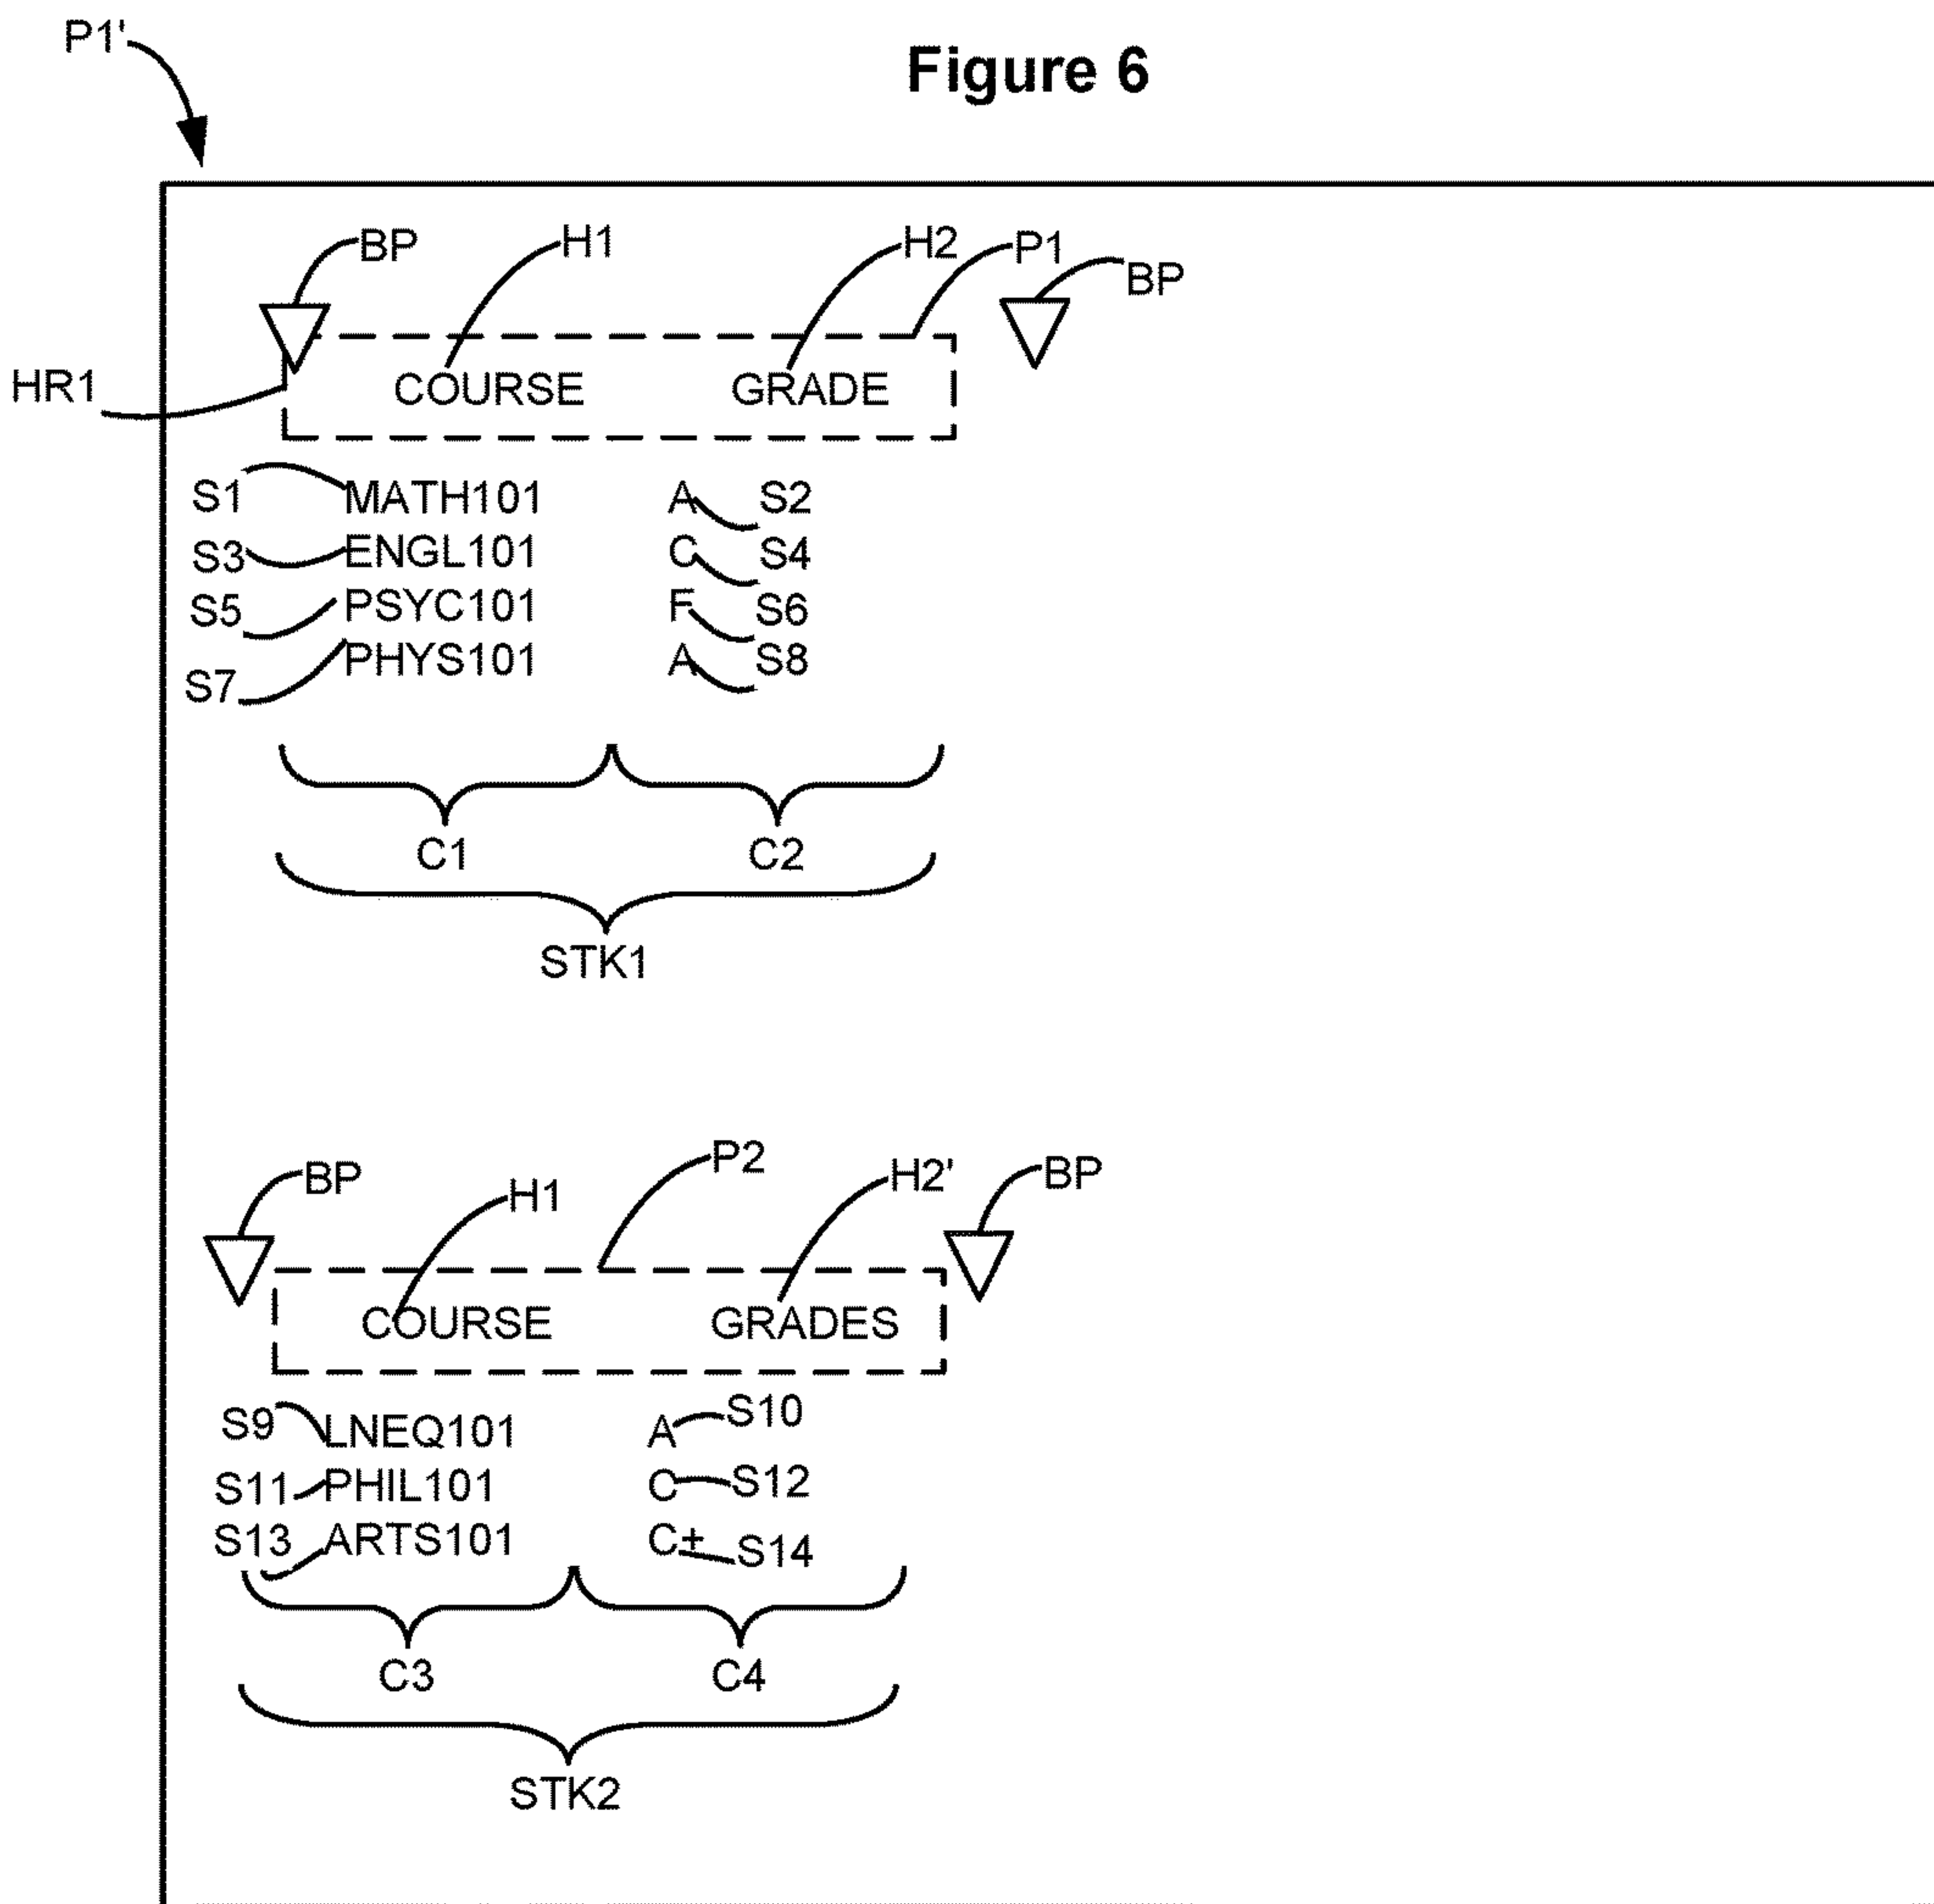 P1'
Figure 6
BP H1 H2 P1 BP
HR1 COURSE GRADE
S1 MATH101 A S2
S3 ENGL101 C S4
S5 PSYC101 F S6
S7 PHYS101 A S8
C1 C2
STK1
BP H1 P2 H2' BP
COURSE GRADES
S9 LNEQ101 A S10
S11 PHIL101 C S12
S13 ARTS101 C+ S14
C3 C4
STK2